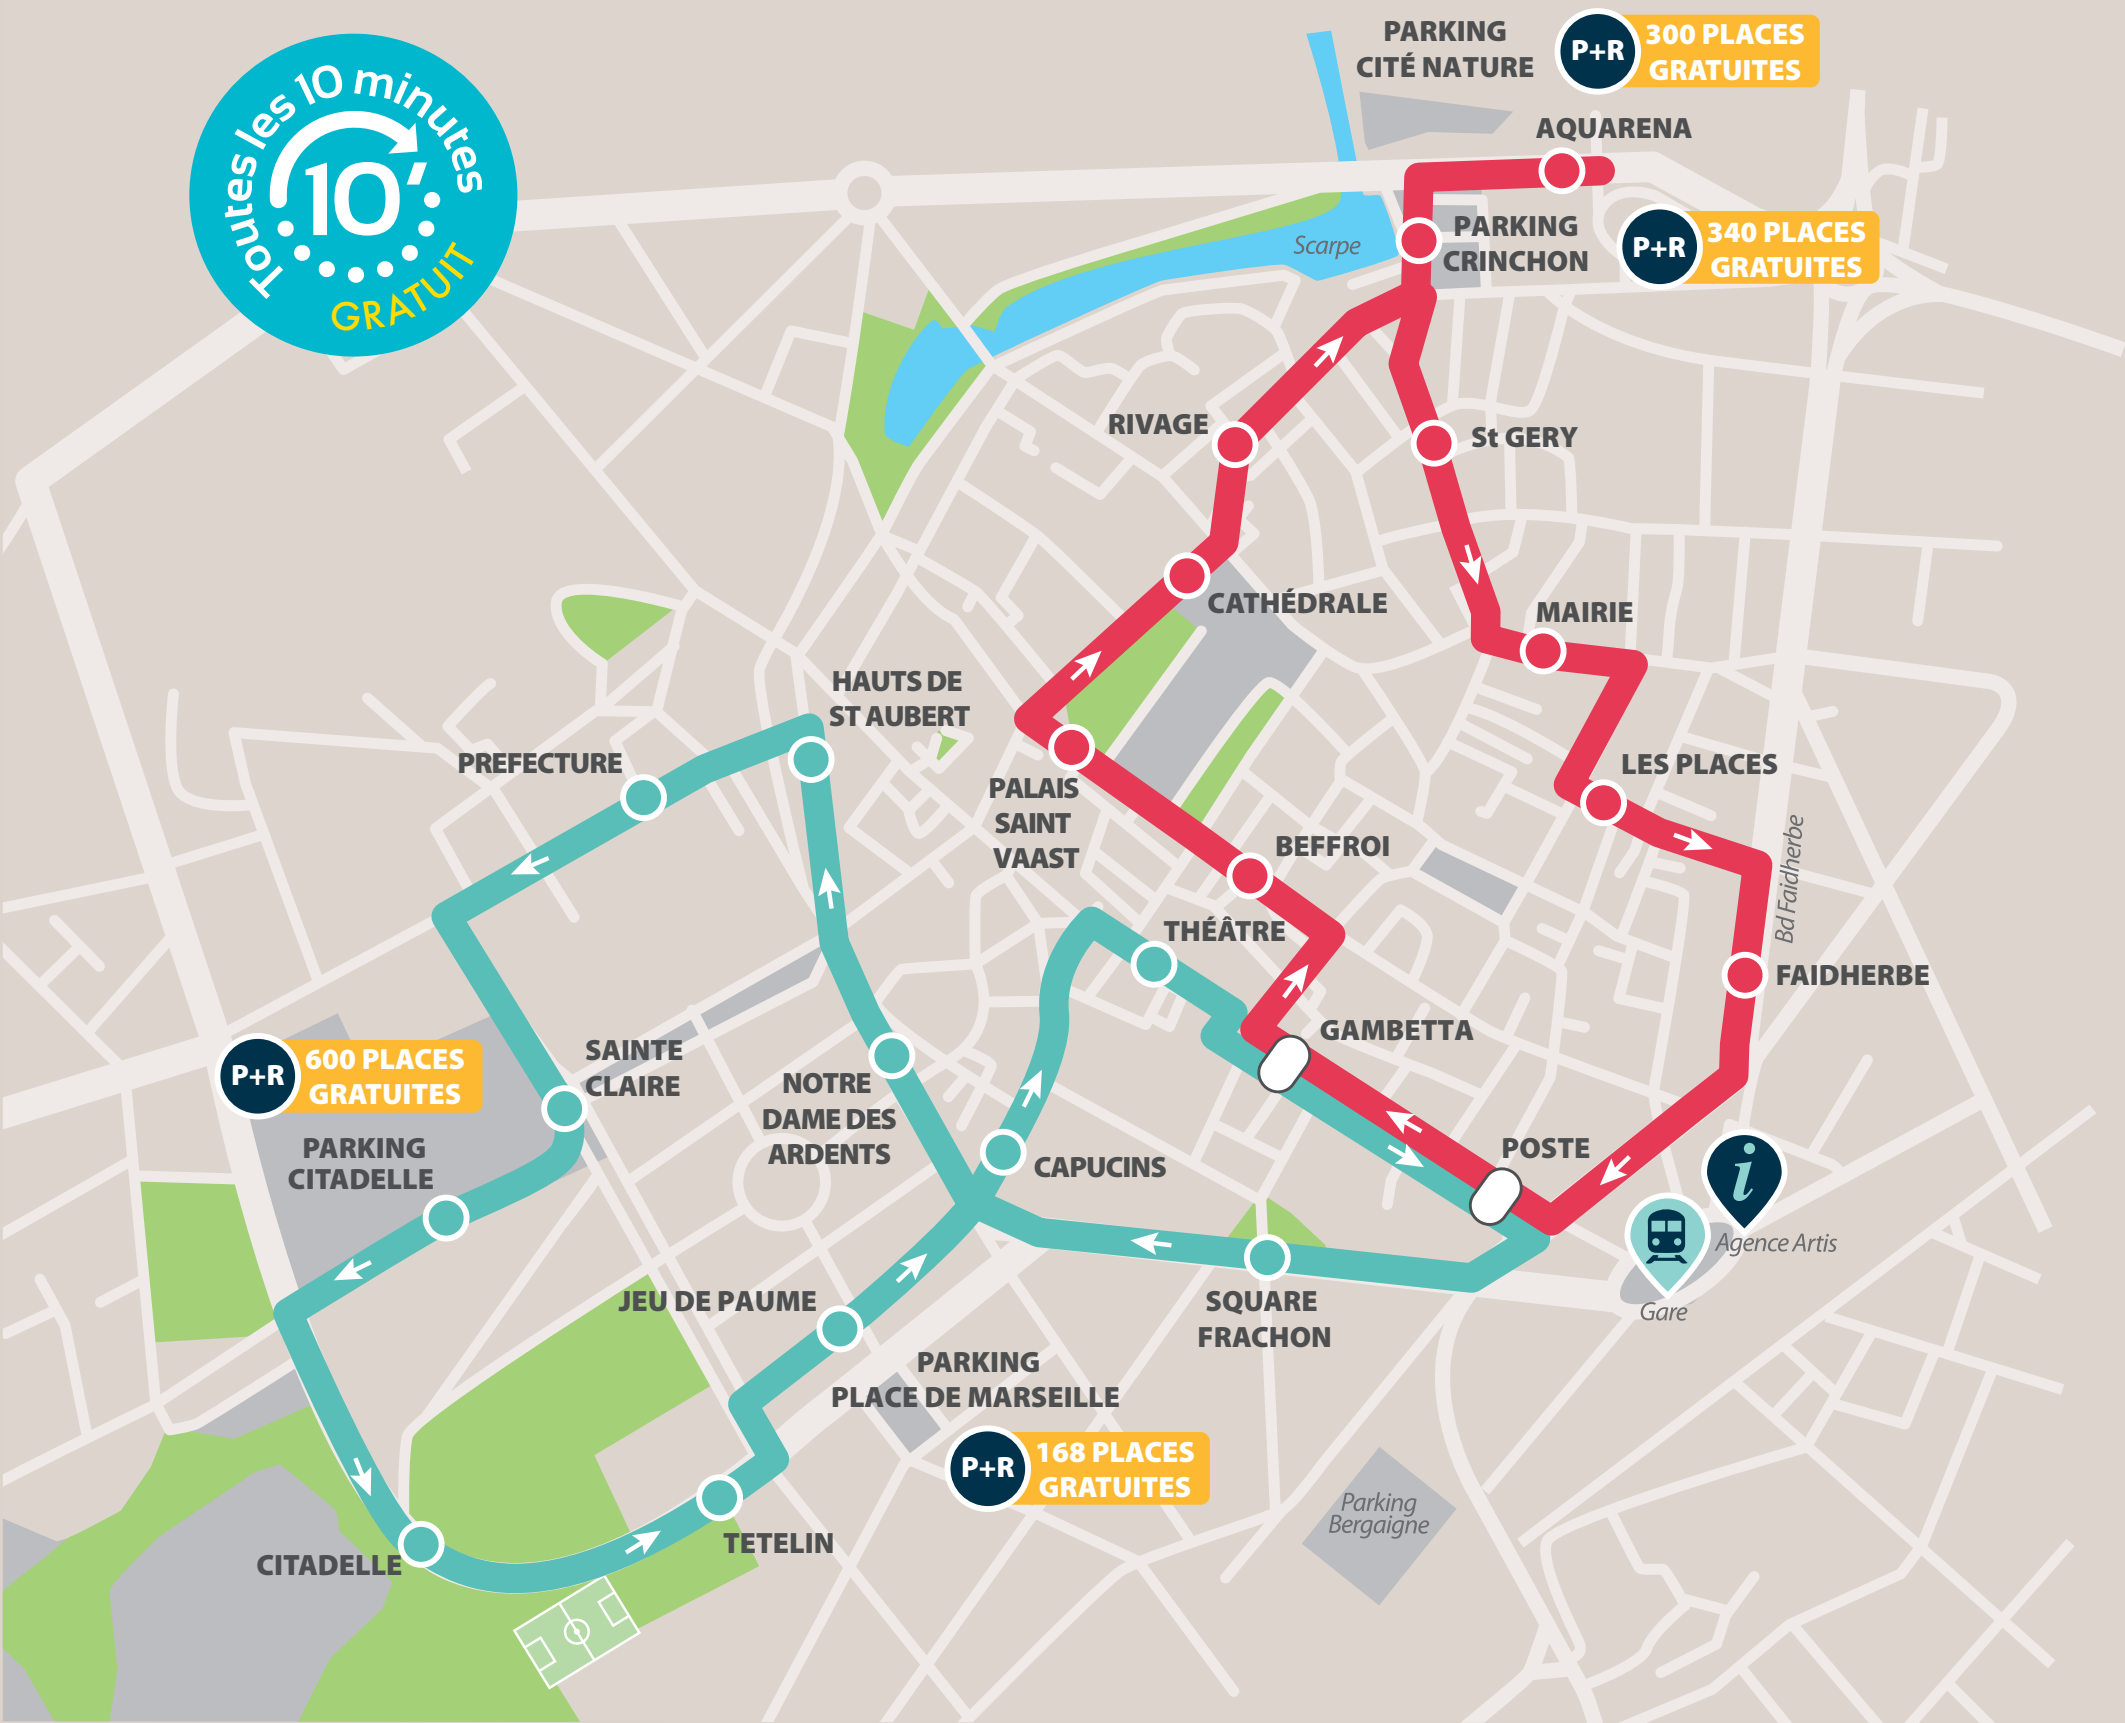 Toutes les 10 minutes
10'
GRATUIT
PARKING
CITÉ NATURE
P+R
300 PLACES
GRATUITES
AQUARENA
Scarpe
PARKING
CRINCHON
P+R
340 PLACES
GRATUITES
RIVAGE
St GERY
CATHÉDRALE
MAIRIE
HAUTS DE
ST AUBERT
PREFECTURE
PALAIS
SAINT
VAAST
LES PLACES
BEFFROI
Bd Faidherbe
THÉÂTRE
FAIDHERBE
GAMBETTA
SAINTE
CLAIRE
P+R
600 PLACES
GRATUITES
PARKING
CITADELLE
NOTRE
DAME DES
ARDENTS
CAPUCINS
POSTE
i
Agence Artis
Gare
JEU DE PAUME
SQUARE
FRACHON
PARKING
PLACE DE MARSEILLE
P+R
168 PLACES
GRATUITES
Parking
Bergaigne
TETELIN
CITADELLE